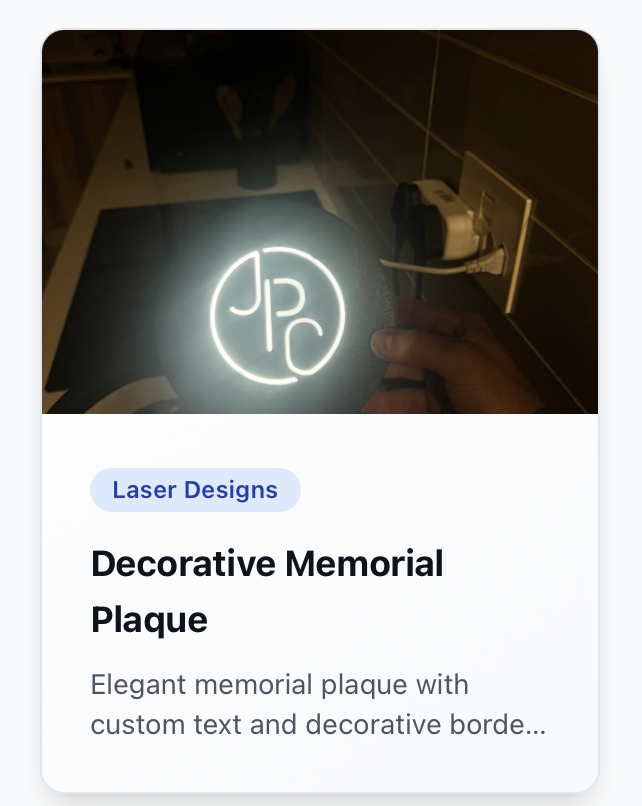 JPC
Laser Designs
Decorative Memorial
Plaque
Elegant memorial plaque with
custom text and decorative borde...